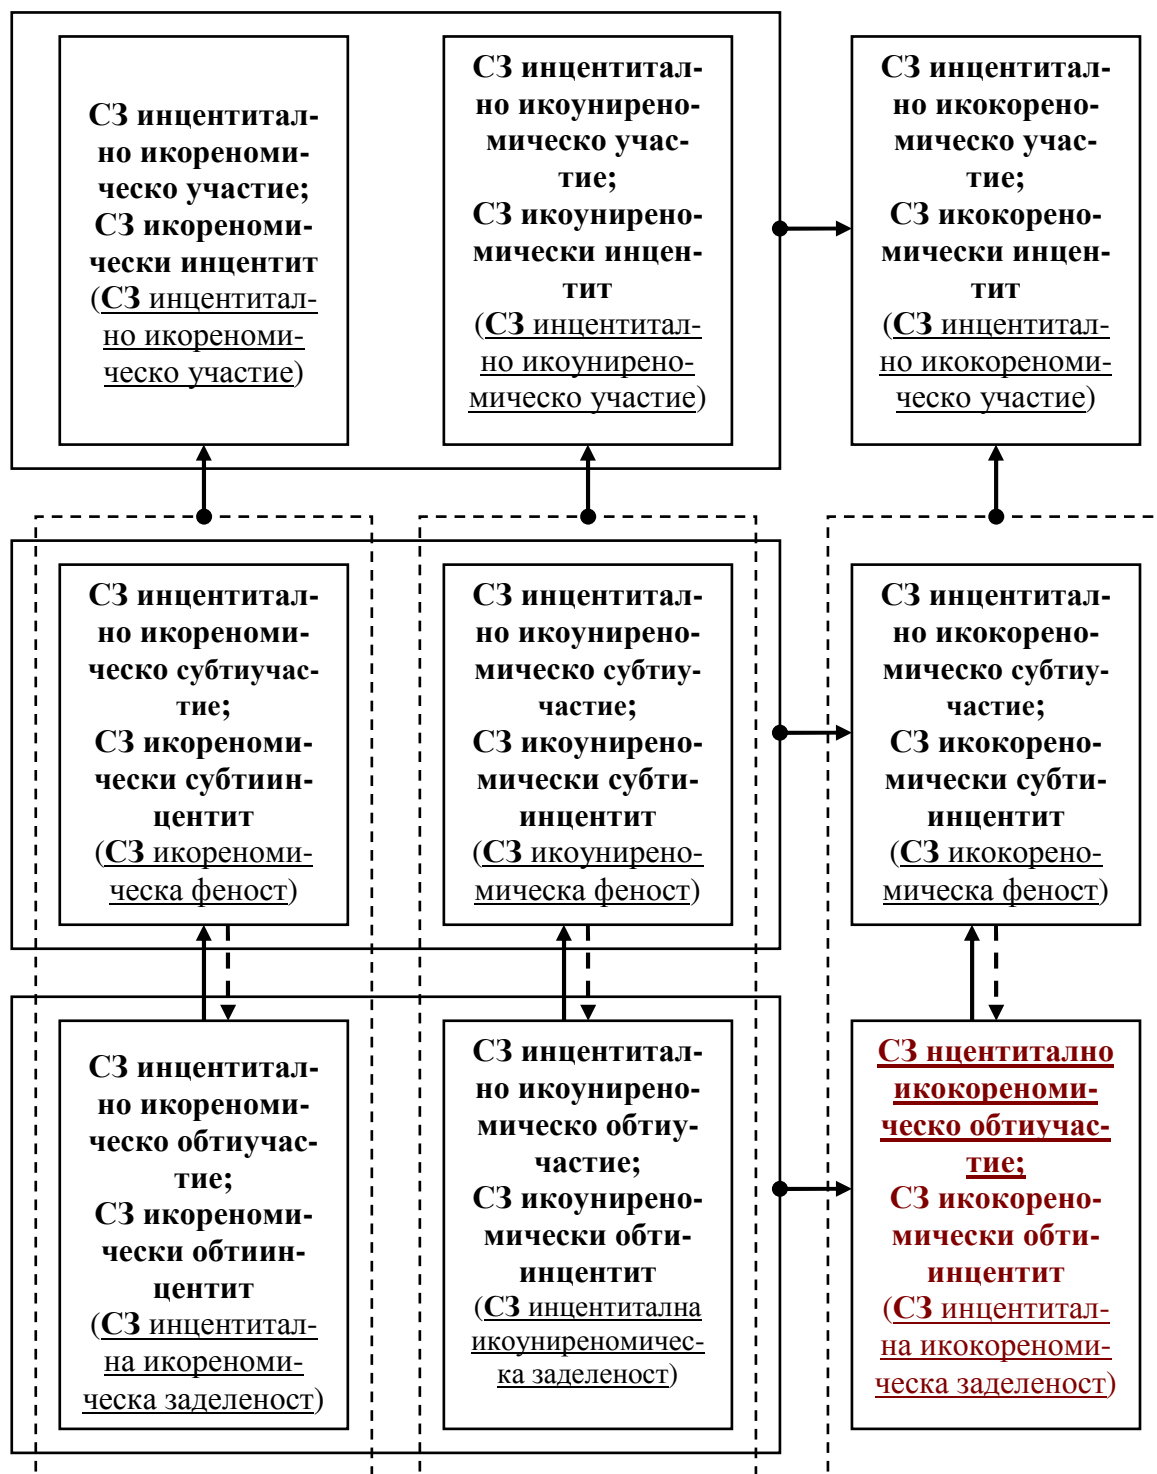 СЗ инцентитал-
но икореноми-
ческо участие;
СЗ икореноми-
чески инцентит
(СЗ инцентитал-
но икореноми-
ческо участие)
СЗ инцентитал-
но икоунирено-
мическо учас-
тие;
СЗ икоунирено-
мически инцен-
тит
(СЗ инцентитал-
но икоунирено-
мическо участие)
СЗ инцентитал-
но икокорено-
мическо учас-
тие;
СЗ икокорено-
мически инцен-
тит
(СЗ инцентитал-
но икокореноми-
ческо участие)
СЗ инцентитал-
но икореноми-
ческо субтиучас-
тие;
СЗ икореноми-
чески субтиин-
центит
(СЗ икореноми-
ческа феност)
СЗ инцентитал-
но икоунирено-
мическо субтиу-
частие;
СЗ икоунирено-
мически субти-
инцентит
(СЗ икоунирено-
мическа феност)
СЗ инцентитал-
но икокорено-
мическо субтиу-
частие;
СЗ икокорено-
мически субти-
инцентит
(СЗ икокорено-
мическа феност)
СЗ инцентитал-
но икореноми-
ческо обтиучас-
тие;
СЗ икореноми-
чески обтиин-
центит
(СЗ инцентитал-
на икореноми-
ческа заделеност)
СЗ инцентитал-
но икоунирено-
мическо обтиу-
частие;
СЗ икоунирено-
мически обти-
инцентит
(СЗ инцентитална
икоуниреномичес-
ка заделеност)
СЗ нцентитално
икокореноми-
ческо обтиучас-
тие;
СЗ икокорено-
мически обти-
инцентит
(СЗ инцентитал-
на икокореноми-
ческа заделеност)